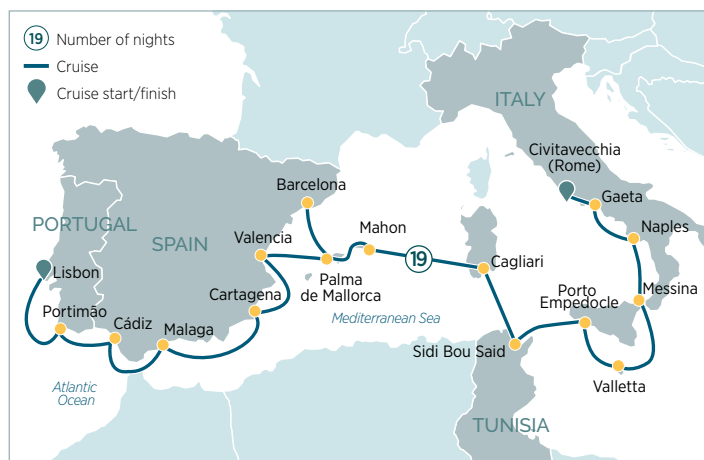 19 Number of nights
Cruise
Cruise start/finish
ITALY
Civitavecchia
(Rome)
Gaeta
Naples
Messina
Porto
Empedocle
Valletta
Cagliari
Sidi Bou Said
TUNISIA
19
Mahon
Palma
de Mallorca
Mediterranean Sea
Barcelona
Valencia
Cartagena
SPAIN
PORTUGAL
Lisbon
Portimão
Cádiz
Malaga
Atlantic
Ocean